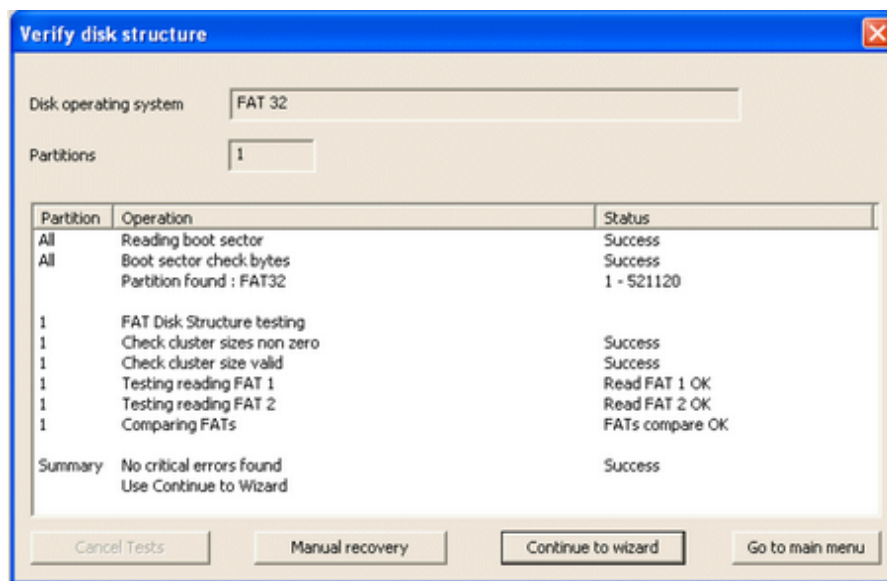 Verify disk structure
Disk operating system FAT 32
Partitions 1
Partition Operation Status
All Reading boot sector Success
All Boot sector check bytes Success
Partition found : FAT32 1 - 521120
1 FAT Disk Structure testing
1 Check cluster sizes non zero Success
1 Check cluster size valid Success
1 Testing reading FAT 1 Read FAT 1 OK
1 Testing reading FAT 2 Read FAT 2 OK
1 Comparing FATs FATs compare OK
Summary No critical errors found Success
Use Continue to Wizard
Cancel Tests Manual recovery Continue to wizard Go to main menu